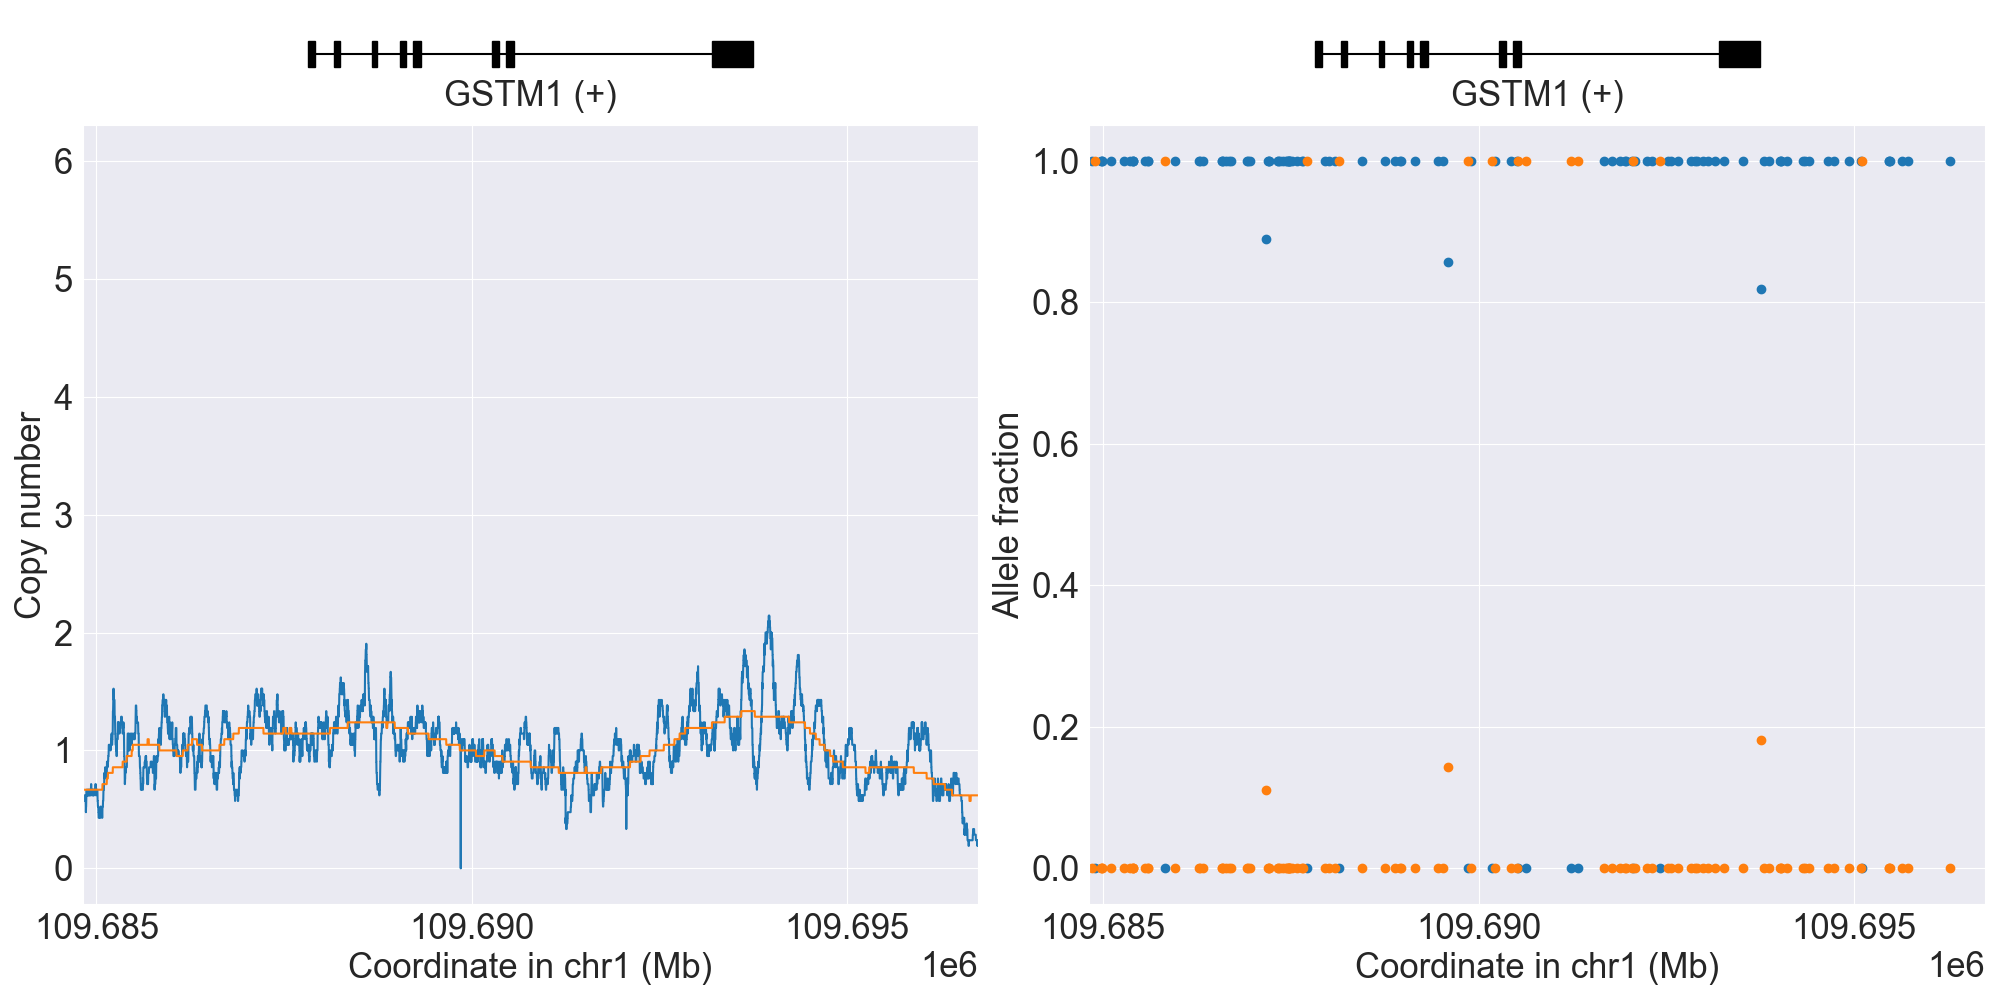 GSTM1 (+)
6
5
4
3
2
1
0
Copy number
109.685
109.690
109.695
Coordinate in chr1 (Mb)
1e6
GSTM1 (+)
1.0
0.8
0.6
0.4
0.2
0.0
Allele fraction
109.685
109.690
109.695
Coordinate in chr1 (Mb)
1e6